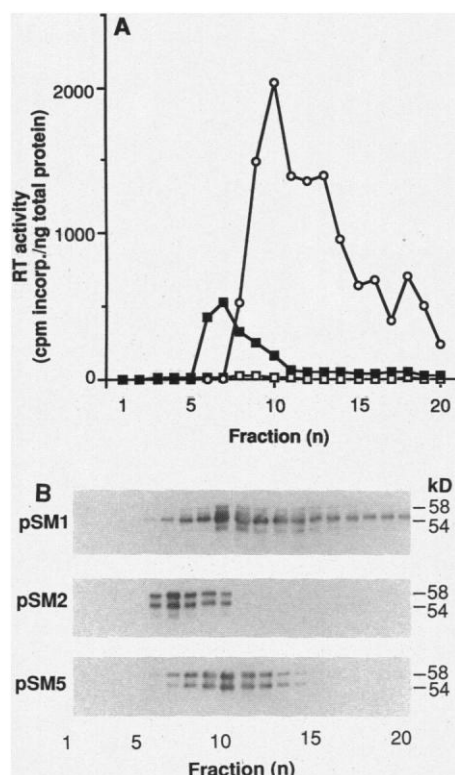 A
2000
1000
0
RT activity
(cpm incorp./ng total protein)
1 5 10 15 20
Fraction (n)
B
kD
pSM1
–58
–54
pSM2
–58
–54
pSM5
–58
–54
1 5 10 15 20
Fraction (n)